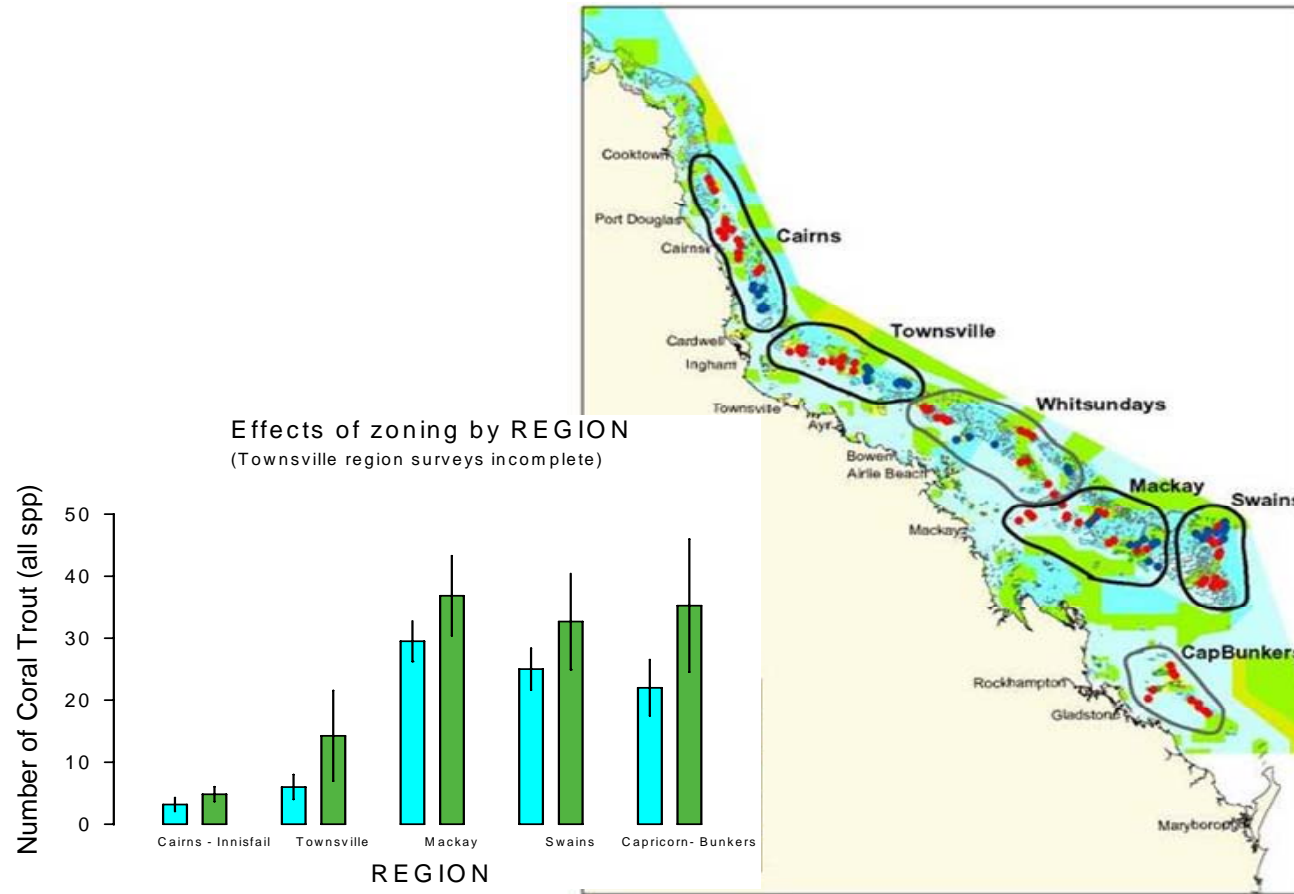 Cooktown
Port Douglas
Cairns
Cairns
Cardwell
Ingham
Townsville
Townsville
Ayr
Whitsundays
Bowen
Airlie Beach
Mackay
Mackay
Swains
CapBunkers
Rockhampton
Gladstone
Maryborough
Effects of zoning by REGION
(Townsville region surveys incomplete)
Number of Coral Trout (all spp)
50
40
30
20
10
0
Cairns - Innisfail Townsville Mackay Swains Capricorn- Bunkers
REGION